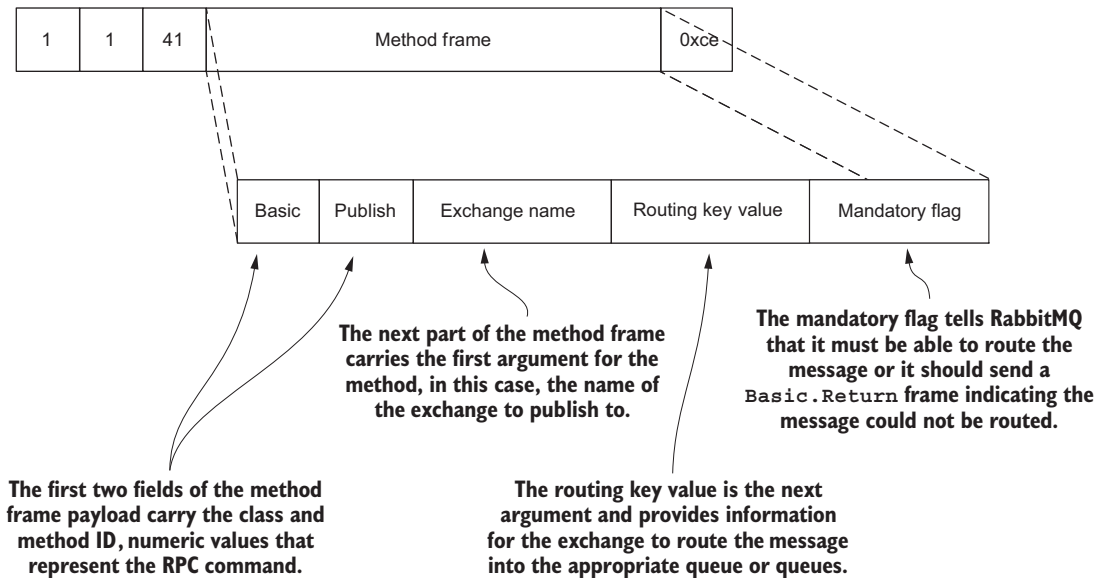 1 1 41 Method frame 0xce
Basic Publish Exchange name Routing key value Mandatory flag
The next part of the method frame
carries the first argument for the
method, in this case, the name of
the exchange to publish to.
The mandatory flag tells RabbitMQ
that it must be able to route the
message or it should send a
Basic.Return frame indicating the
message could not be routed.
The first two fields of the method
frame payload carry the class and
method ID, numeric values that
represent the RPC command.
The routing key value is the next
argument and provides information
for the exchange to route the message
into the appropriate queue or queues.